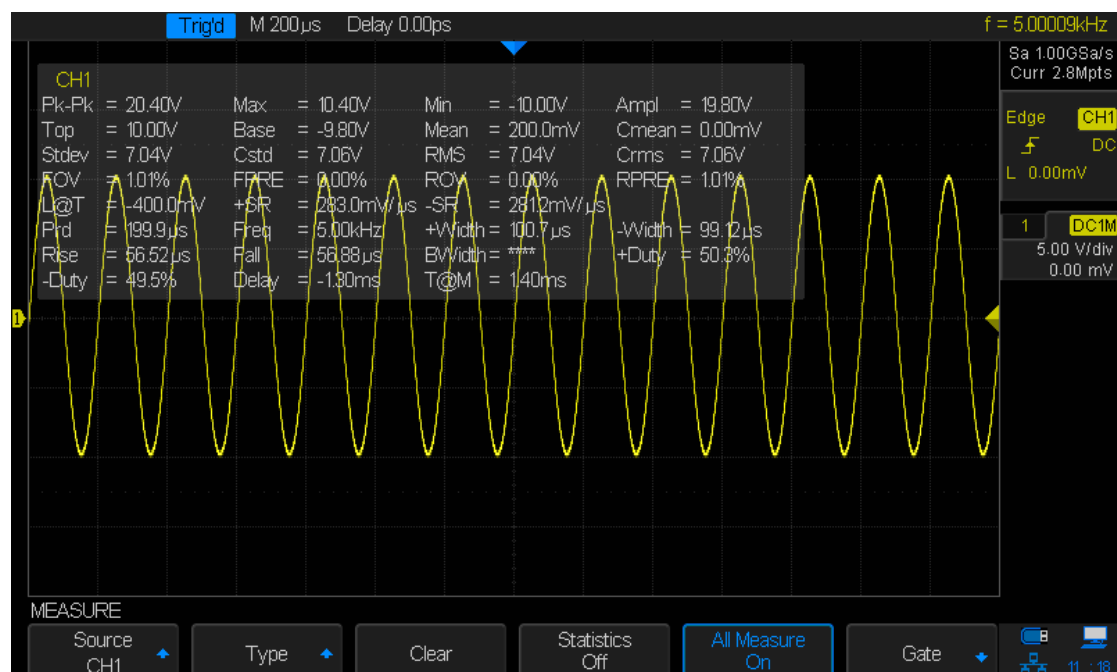 Trig'd M 200µs Delay 0.00ps f = 5.00009kHz
Sa 1.00GSa/s
Curr 2.8Mpts
Edge CH1
DC
L 0.00mV
1 DC1M
5.00 V/div
0.00 mV
CH1
Pk-Pk = 20.40V Max = 10.40V Min = -10.00V Ampl = 19.80V
Top = 10.00V Base = -9.80V Mean = 200.0mV Cmean = 0.00mV
Stdev = 7.04V Cstd = 7.06V RMS = 7.04V Crms = 7.06V
FOV = 1.01% FPRE = 0.00% ROV = 0.00% RPRE = 1.01%
L@T = -400.0mV +SR = 283.0mV/µs -SR = 281.2mV/µs
Prd = 199.9µs Freq = 5.00kHz +Width = 100.7µs -Width = 99.12µs
Rise = 56.52µs Fall = 56.88µs BWidth = **** +Duty = 50.3%
-Duty = 49.5% Delay = -1.30ms T@M = 1.40ms
1
MEASURE
Source
CH1
Type
Clear
Statistics
Off
All Measure
On
Gate
11 : 18